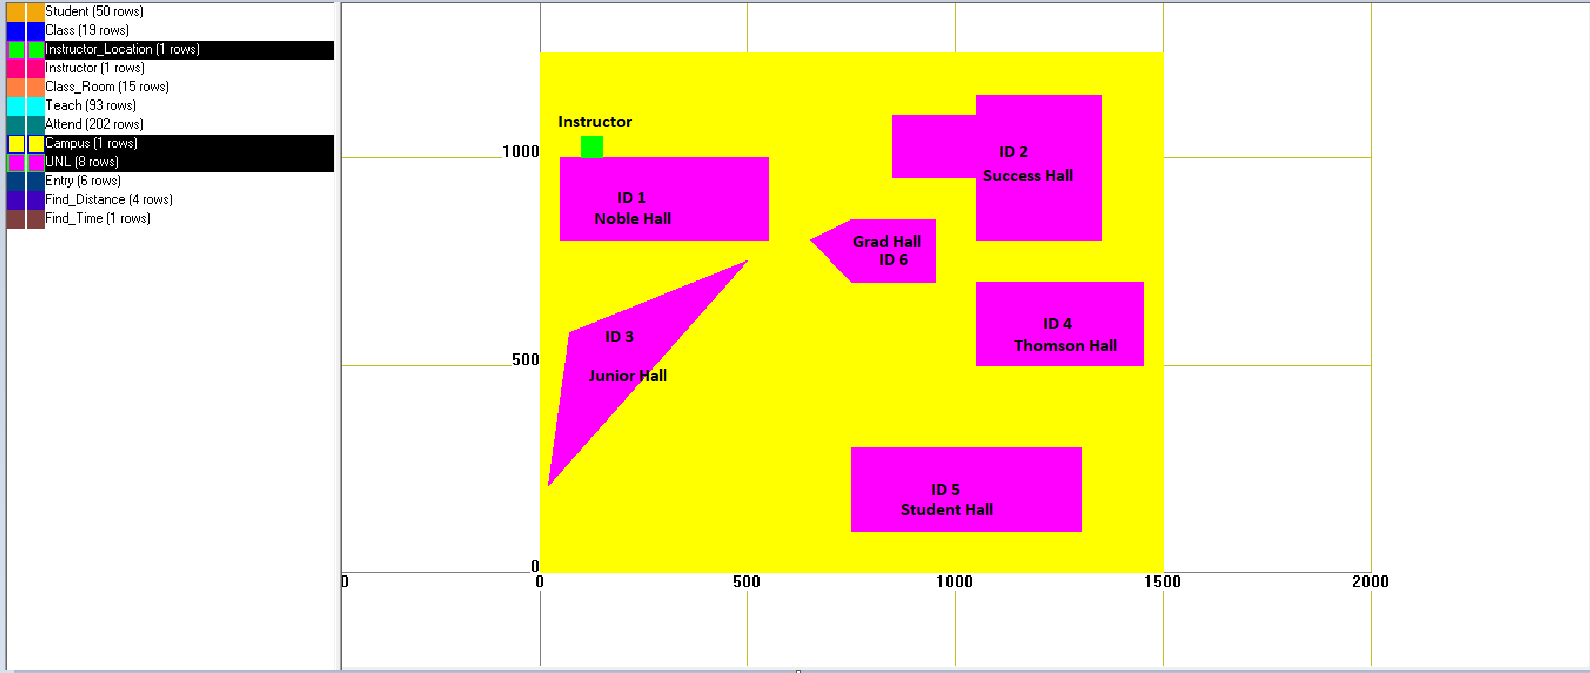 Student (50 rows)
Class (19 rows)
Instructor_Location (1 rows)
Instructor (1 rows)
Class_Room (15 rows)
Teach (93 rows)
Attend (202 rows)
Campus (1 rows)
UNL (8 rows)
Entry (6 rows)
Find_Distance (4 rows)
Find_Time (1 rows)
Instructor
1000
ID 1
Noble Hall
ID 2
Success Hall
Grad Hall
ID 6
ID 3
Junior Hall
500
ID 4
Thomson Hall
ID 5
Student Hall
0
0
0
500
1000
1500
2000